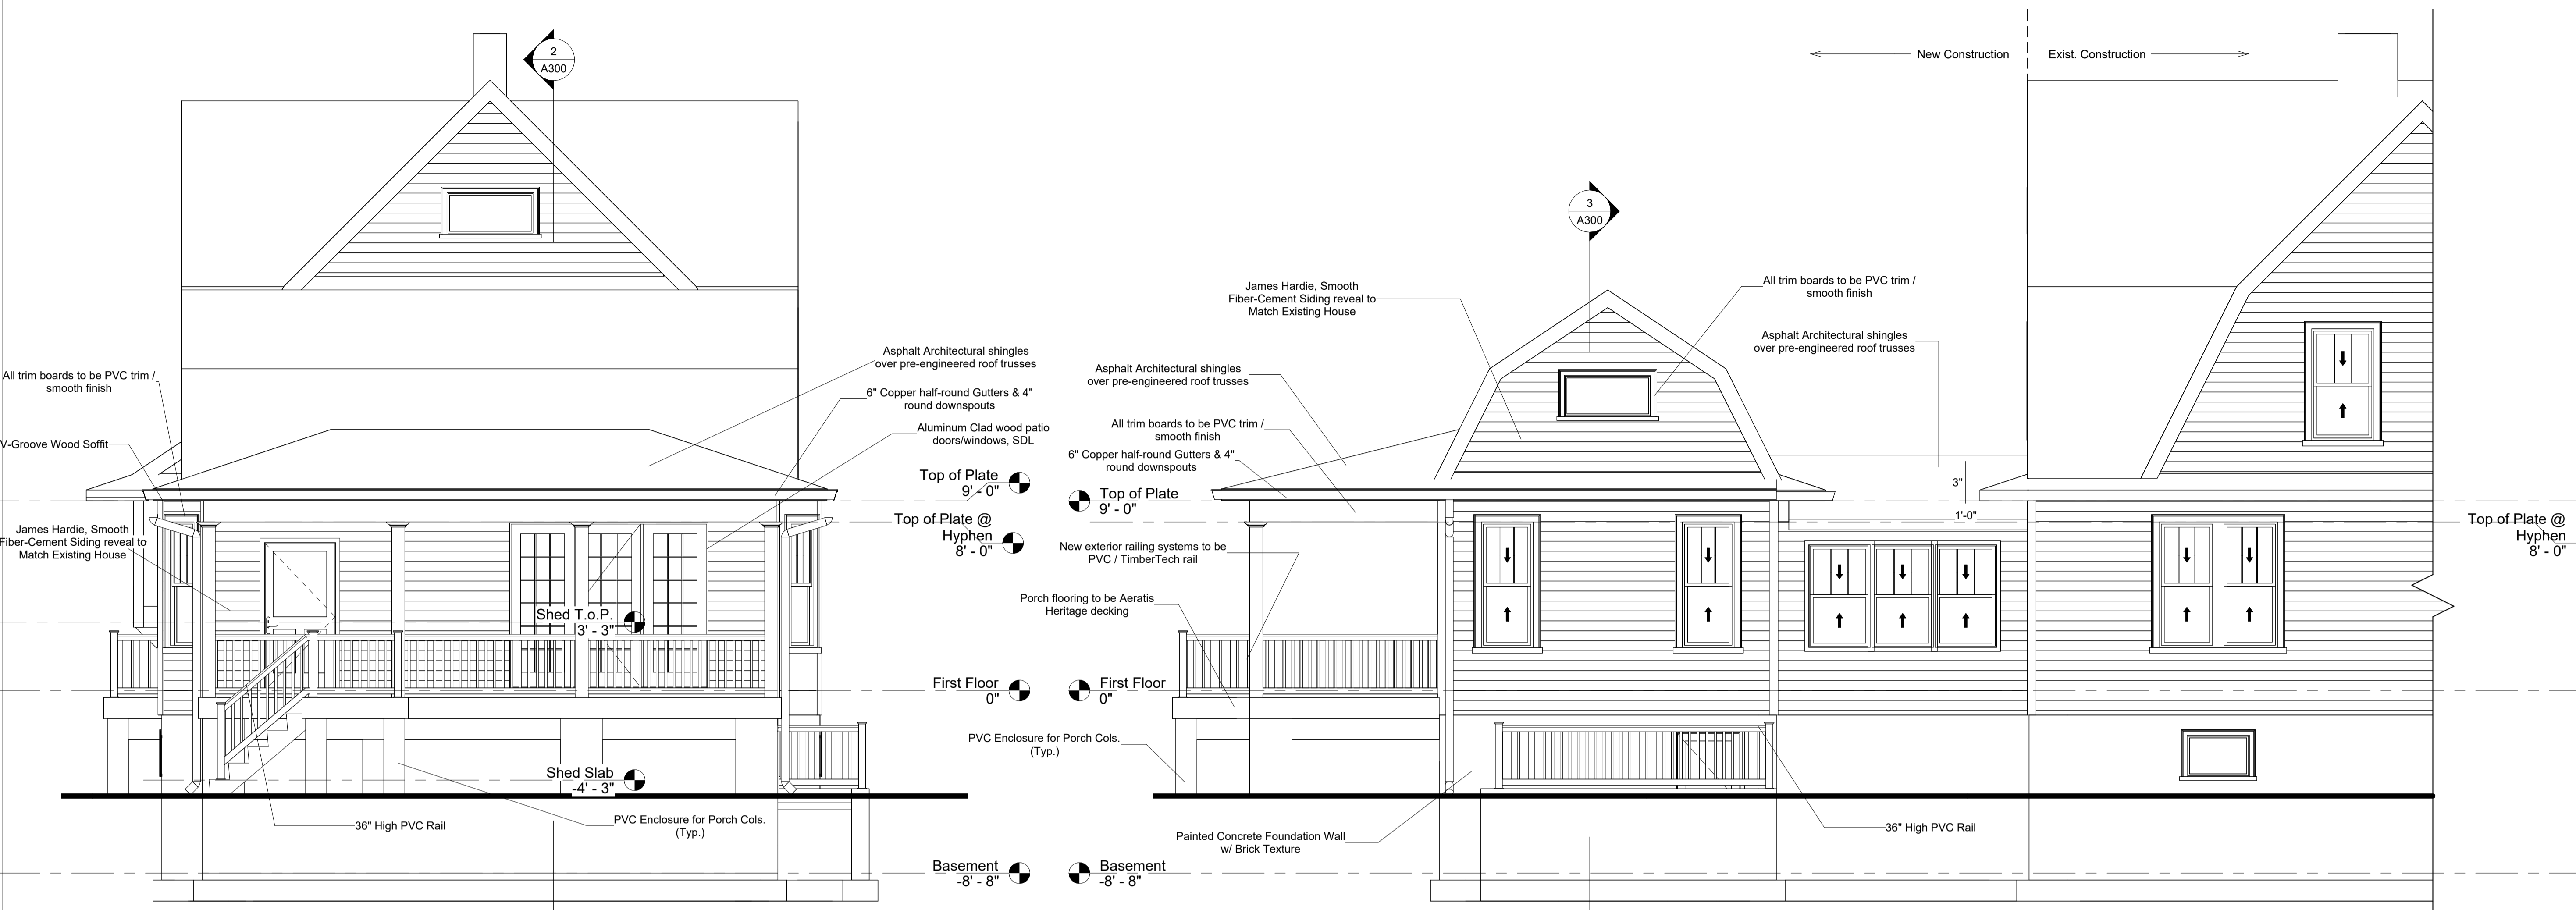 2
A300
All trim boards to be PVC trim /
smooth finish
V-Groove Wood Soffit
James Hardie, Smooth
Fiber-Cement Siding reveal to
Match Existing House
Asphalt Architectural shingles
over pre-engineered roof trusses
6" Copper half-round Gutters & 4"
round downspouts
Aluminum Clad wood patio
doors/windows, SDL
Top of Plate
9' - 0"
Top of Plate @
Hyphen
8' - 0"
Shed T.o.P.
3' - 3"
First Floor
0"
Shed Slab
-4' - 3"
36" High PVC Rail
PVC Enclosure for Porch Cols.
(Typ.)
Basement
-8' - 8"
New Construction
Exist. Construction
3
A300
James Hardie, Smooth
Fiber-Cement Siding reveal to
Match Existing House
All trim boards to be PVC trim /
smooth finish
Asphalt Architectural shingles
over pre-engineered roof trusses
Asphalt Architectural shingles
over pre-engineered roof trusses
All trim boards to be PVC trim /
smooth finish
6" Copper half-round Gutters & 4"
round downspouts
Top of Plate
9' - 0"
3"
1'-0"
Top of Plate @
Hyphen
8' - 0"
New exterior railing systems to be
PVC / TimberTech rail
Porch flooring to be Aeratis
Heritage decking
First Floor
0"
PVC Enclosure for Porch Cols.
(Typ.)
Painted Concrete Foundation Wall
w/ Brick Texture
36" High PVC Rail
Basement
-8' - 8"